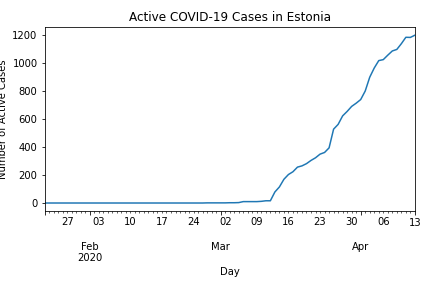 Active COVID-19 Cases in Estonia
Number of Active Cases
1200
1000
800
600
400
200
0
27 03 10 17 24 02 09 16 23 30 06 13
Feb Mar Apr
2020
Day